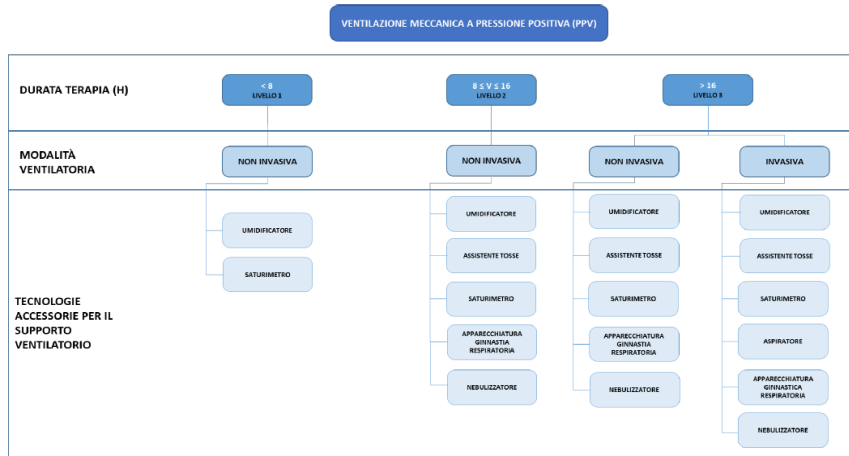 VENTILAZIONE MECCANICA A PRESSIONE POSITIVA (PPV)
DURATA TERAPIA (H)
< 8
LIVELLO 1
8 ≤ V ≤ 16
LIVELLO 2
> 16
LIVELLO 3
MODALITÀ
VENTILATORIA
NON INVASIVA
NON INVASIVA
NON INVASIVA
INVASIVA
TECNOLOGIE
ACCESSORIE PER IL
SUPPORTO
VENTILATORIO
UMIDIFICATORE
SATURIMETRO
UMIDIFICATORE
ASSISTENTE TOSSE
SATURIMETRO
APPARECCHIATURA
GINNASTIA
RESPIRATORIA
NEBULIZZATORE
UMIDIFICATORE
ASSISTENTE TOSSE
SATURIMETRO
APPARECCHIATURA
GINNASTIA
RESPIRATORIA
NEBULIZZATORE
UMIDIFICATORE
ASSISTENTE TOSSE
SATURIMETRO
ASPIRATORE
APPARECCHIATURA
GINNASTICA
RESPIRATORIA
NEBULIZZATORE